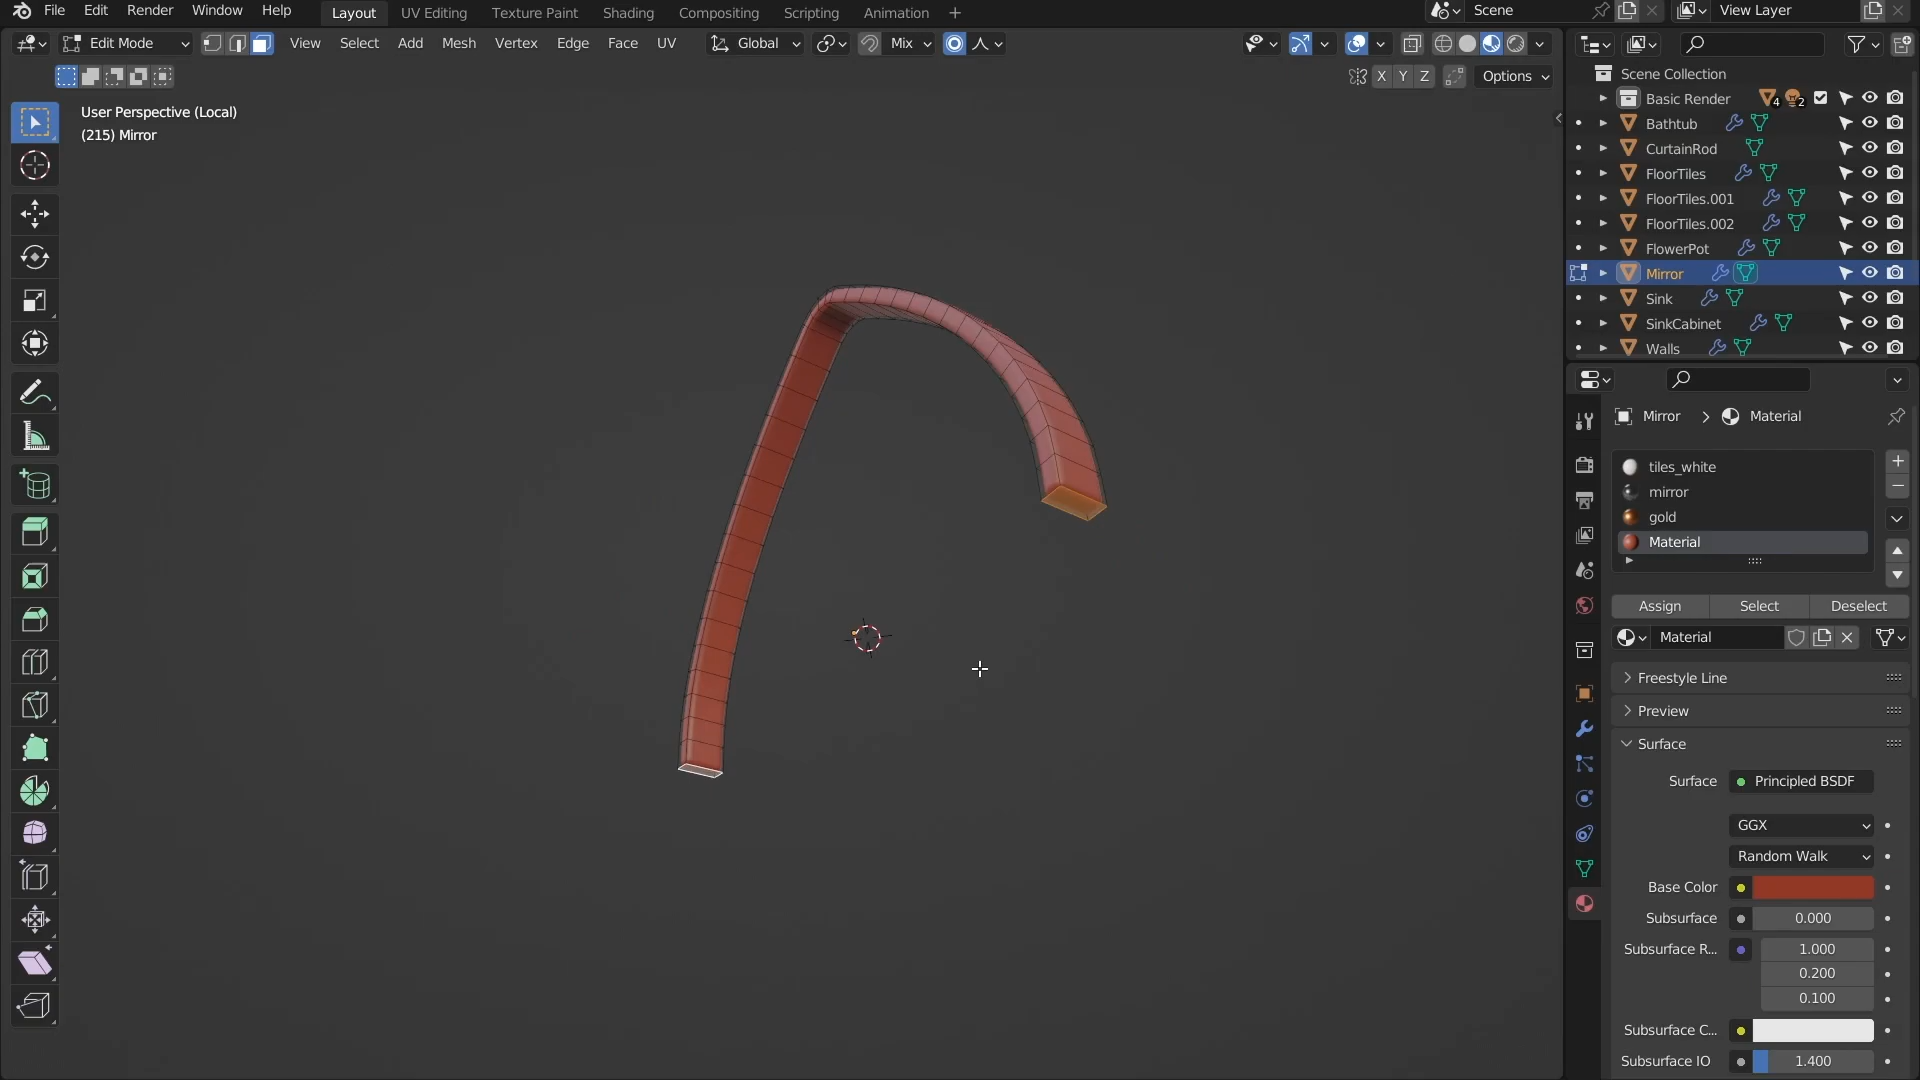 File Edit Render Window Help Layout UV Editing Texture Paint Shading Compositing Scripting Animation + Scene View Layer
Edit Mode View Select Add Mesh Vertex Edge Face UV Global Mix
X Y Z Options
User Perspective (Local)
(215) Mirror
Scene Collection
Basic Render 4 2
Bathtub
CurtainRod
FloorTiles
FloorTiles.001
FloorTiles.002
FlowerPot
Mirror
Sink
SinkCabinet
Walls
Mirror > Material
tiles_white
mirror
gold
Material
Assign Select Deselect
Material
Freestyle Line
Preview
Surface
Surface Principled BSDF
GGX
Random Walk
Base Color
Subsurface 0.000
Subsurface R... 1.000
0.200
0.100
Subsurface C...
Subsurface IO 1.400